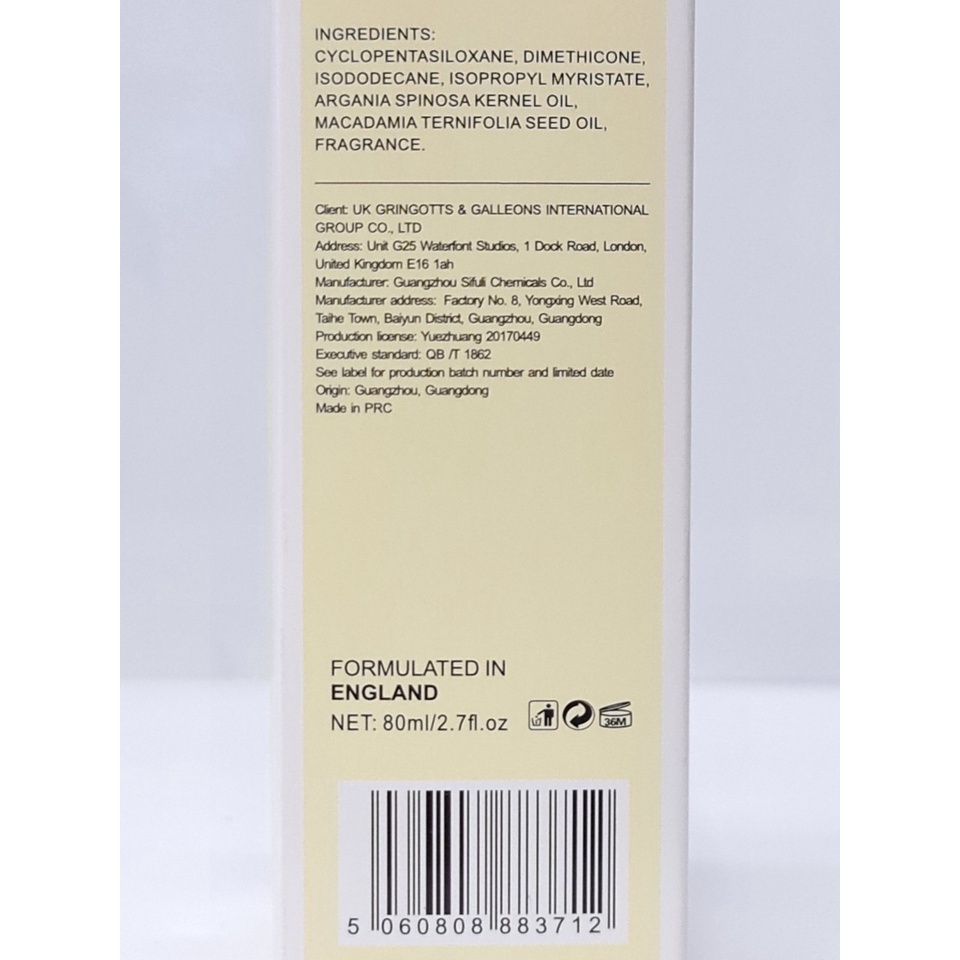 INGREDIENTS:
CYCLOPENTASILOXANE, DIMETHICONE,
ISODODECANE, ISOPROPYL MYRISTATE,
ARGANIA SPINOSA KERNEL OIL,
MACADAMIA TERNIFOLIA SEED OIL,
FRAGRANCE.
Client: UK GRINGOTTS & GALLEONS INTERNATIONAL
GROUP CO., LTD
Address: Unit G25 Waterfont Studios, 1 Dock Road, London,
United Kingdom E16 1ah
Manufacturer: Guangzhou Sifuli Chemicals Co., Ltd
Manufacturer address: Factory No. 8, Yongxing West Road,
Taihe Town, Baiyun District, Guangzhou, Guangdong
Production license: Yuezhuang 20170449
Executive standard: QB /T 1862
See label for production batch number and limited date
Origin: Guangzhou, Guangdong
Made in PRC
FORMULATED IN
ENGLAND
NET: 80ml/2.7fl.oz
36M
5 060808 883712